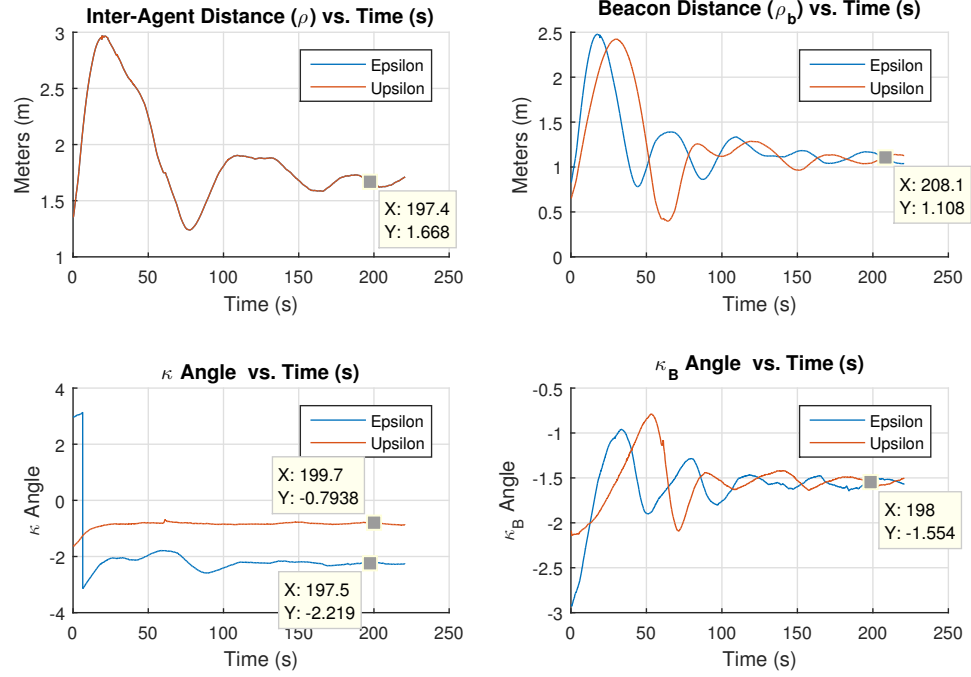 Inter-Agent Distance (ρ) vs. Time (s)
3
2.5
2
1.5
1
Meters (m)
0 50 100 150 200 250
Time (s)
Epsilon
Upsilon
X: 197.4
Y: 1.668
Beacon Distance (ρ_b) vs. Time (s)
2.5
2
1.5
1
0.5
0
Meters (m)
0 50 100 150 200 250
Time (s)
Epsilon
Upsilon
X: 208.1
Y: 1.108
κ Angle vs. Time (s)
4
2
0
-2
-4
κ Angle
0 50 100 150 200 250
Time (s)
Epsilon
Upsilon
X: 199.7
Y: -0.7938
X: 197.5
Y: -2.219
κ_B Angle vs. Time (s)
-0.5
-1
-1.5
-2
-2.5
-3
κ_B Angle
0 50 100 150 200 250
Time (s)
Epsilon
Upsilon
X: 198
Y: -1.554